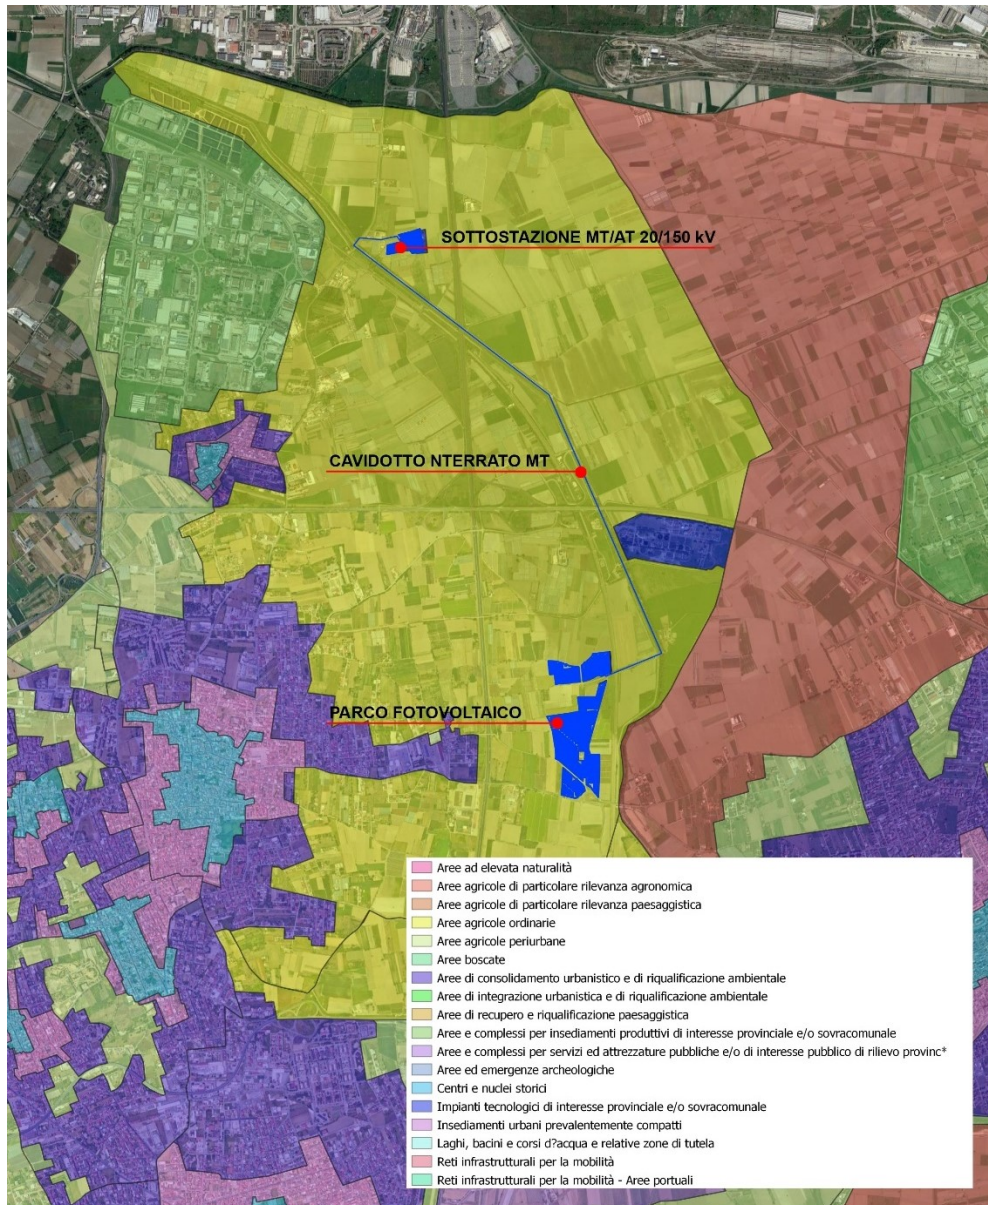 SOTTOSTAZIONE MT/AT 20/150 kV
CAVIDOTTO NTERRATO MT
PARCO FOTOVOLTAICO
Aree ad elevata naturalità
Aree agricole di particolare rilevanza agronomica
Aree agricole di particolare rilevanza paesaggistica
Aree agricole ordinarie
Aree agricole periurbane
Aree boscate
Aree di consolidamento urbanistico e di riqualificazione ambientale
Aree di integrazione urbanistica e di riqualificazione ambientale
Aree di recupero e riqualificazione paesaggistica
Aree e complessi per insediamenti produttivi di interesse provinciale e/o sovracomunale
Aree e complessi per servizi ed attrezzature pubbliche e/o di interesse pubblico di rilievo provinc*
Aree ed emergenze archeologiche
Centri e nuclei storici
Impianti tecnologici di interesse provinciale e/o sovracomunale
Insediamenti urbani prevalentemente compatti
Laghi, bacini e corsi d?acqua e relative zone di tutela
Reti infrastrutturali per la mobilità
Reti infrastrutturali per la mobilità - Aree portuali